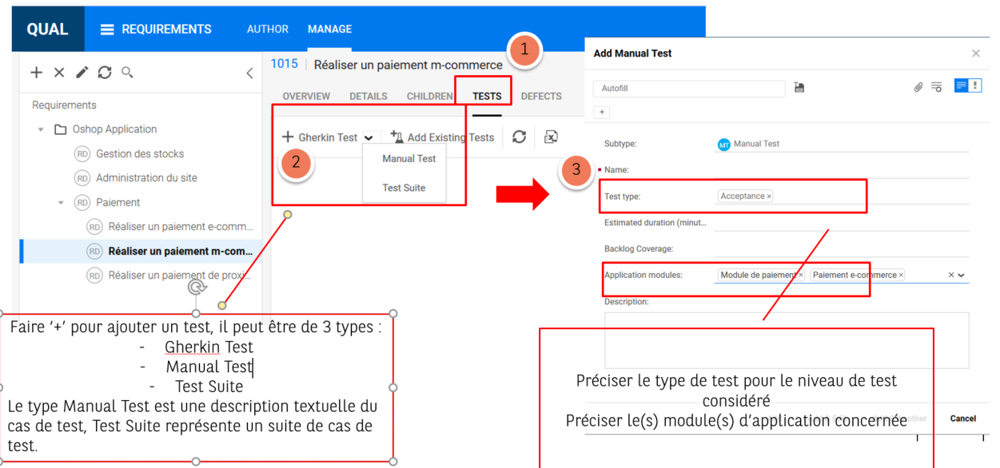 QUAL
REQUIREMENTS
AUTHOR
MANAGE
Requirements
Oshop Application
RD Gestion des stocks
RD Administration du site
RD Paiement
RD Réaliser un paiement e-comm...
RD Réaliser un paiement m-com...
RD Réaliser un paiement de proxi...
1015 | Réaliser un paiement m-commerce
1
OVERVIEW DETAILS CHILDREN TESTS DEFECTS
+ Gherkin Test
Add Existing Tests
2
Manual Test
Test Suite
Faire ‘+’ pour ajouter un test, il peut être de 3 types :
- Gherkin Test
- Manual Test
- Test Suite
Le type Manual Test est une description textuelle du
cas de test, Test Suite représente un suite de cas de
test.
Add Manual Test
Autofill
+
Subtype: MT Manual Test
3
Name:
Test type: Acceptance ×
Estimated duration (minut...
Backlog Coverage:
Application modules: Module de paiement × Paiement e-commerce ×
Description:
Préciser le type de test pour le niveau de test
considéré
Préciser le(s) module(s) d’application concernée
Cancel